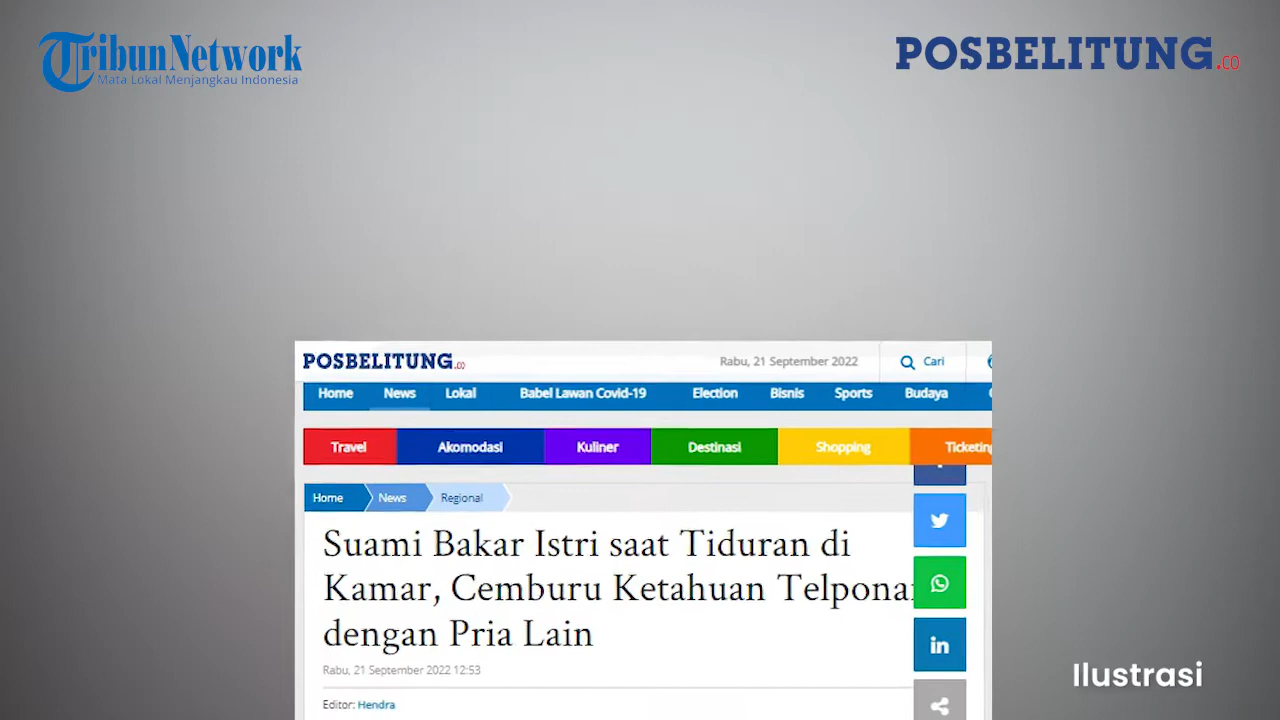 TribunNetwork
Mata Lokal Menjangkau Indonesia
POSBELITUNG.CO
POSBELITUNG.CO
Rabu, 21 September 2022
Cari
Home News Lokal Babel Lawan Covid-19 Election Bisnis Sports Budaya
Travel Akomodasi Kuliner Destinasi Shopping Ticketing
Home News Regional
Suami Bakar Istri saat Tiduran di
Kamar, Cemburu Ketahuan Telponan
dengan Pria Lain
Rabu, 21 September 2022 12:53
Editor: Hendra
Ilustrasi